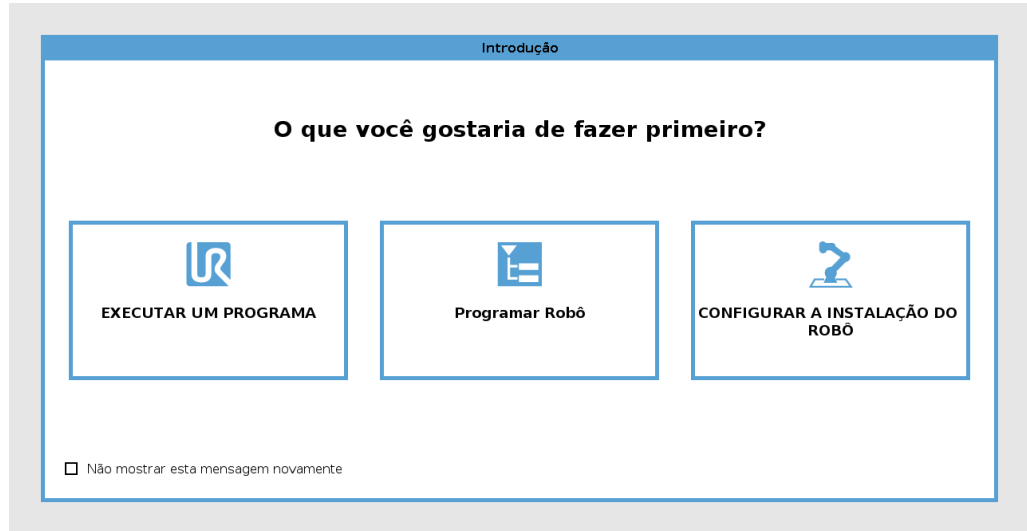 Introdução
O que você gostaria de fazer primeiro?
EXECUTAR UM PROGRAMA
Programar Robô
CONFIGURAR A INSTALAÇÃO DO
ROBÔ
Não mostrar esta mensagem novamente